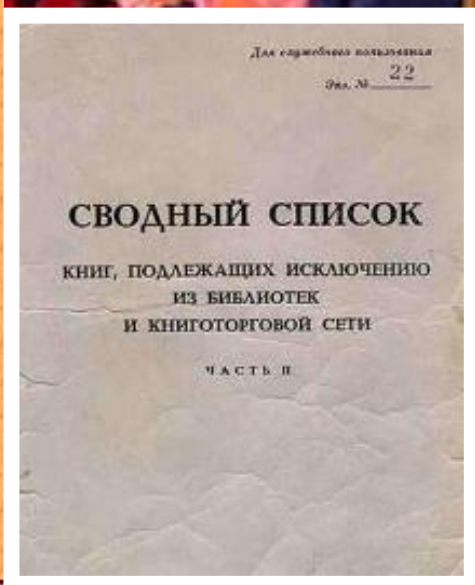 Для служебного пользования
Экз. № 22
СВОДНЫЙ СПИСОК
КНИГ, ПОДЛЕЖАЩИХ ИСКЛЮЧЕНИЮ
ИЗ БИБЛИОТЕК
И КНИГОТОРГОВОЙ СЕТИ
ЧАСТЬ II